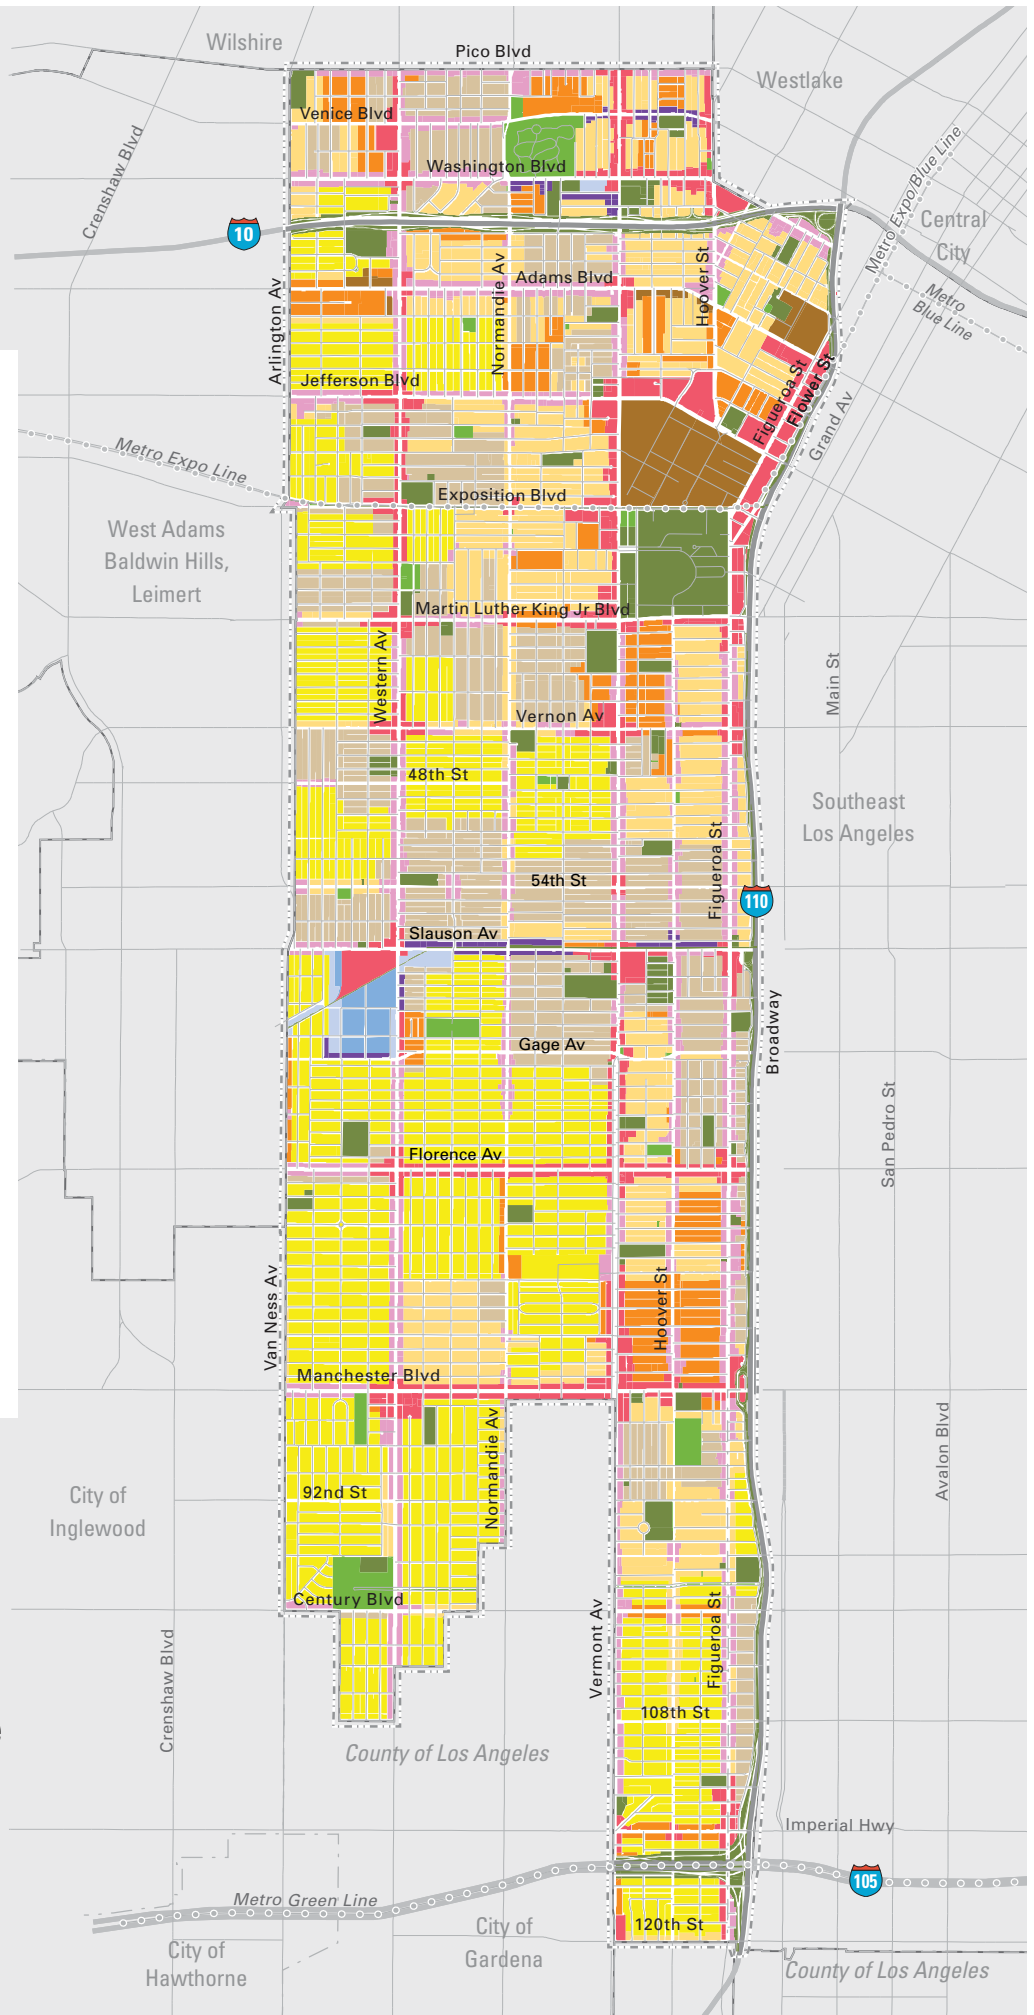 Wilshire
Pico Blvd
Westlake
Venice Blvd
Crenshaw Blvd
Washington Blvd
Metro Expo/Blue Line
10
Central
City
Hoover St
Normandie Av
Adams Blvd
Arlington Av
Metro
Blue Line
Jefferson Blvd
Figueroa St
Flower St
Grand Av
Metro Expo Line
Exposition Blvd
West Adams
Baldwin Hills,
Leimert
Martin Luther King Jr Blvd
Western Av
Main St
Vernon Av
48th St
Southeast
Los Angeles
Figueroa St
54th St
110
Slauson Av
Broadway
Gage Av
San Pedro St
Florence Av
Van Ness Av
Hoover St
Manchester Blvd
Normandie Av
Avalon Blvd
City of
Inglewood
92nd St
Century Blvd
Vermont Av
Figueroa St
Crenshaw Blvd
108th St
County of Los Angeles
Imperial Hwy
105
Metro Green Line
City of
Gardena
120th St
City of
Hawthorne
County of Los Angeles